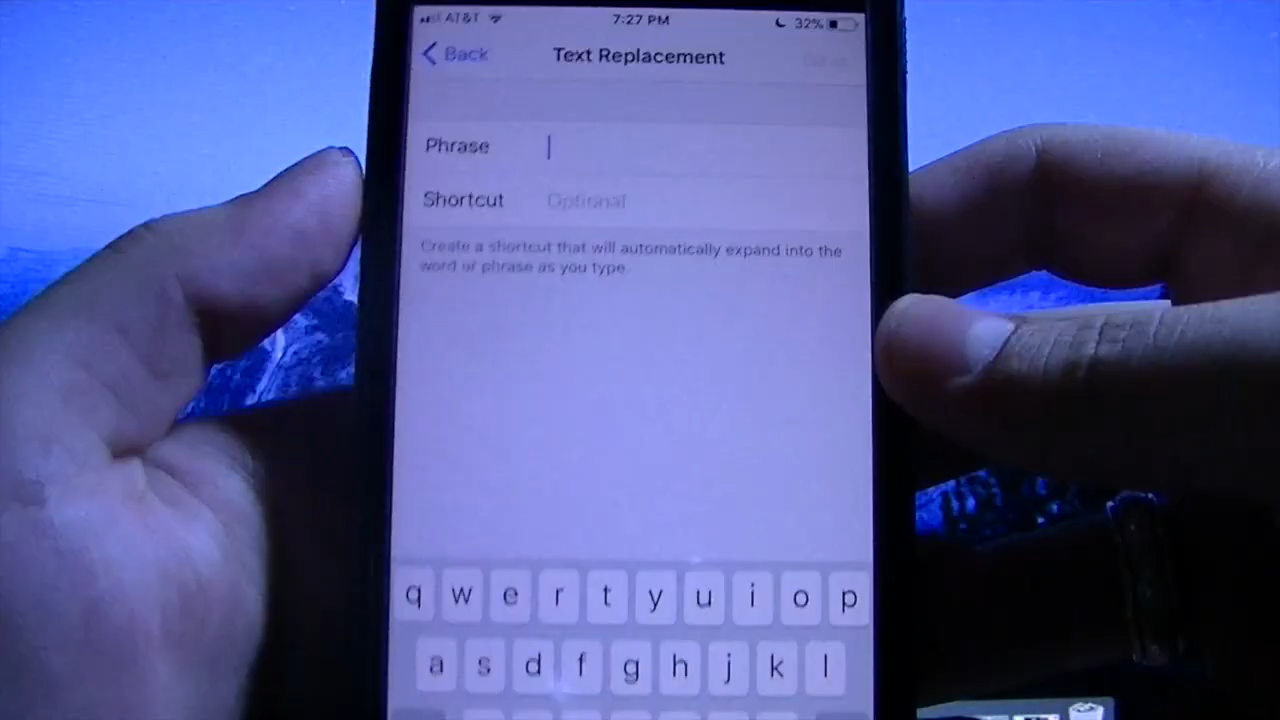 AT&T 7:27 PM 32%
Back Text Replacement Save
Phrase
Shortcut Optional
Create a shortcut that will automatically expand into the
word or phrase as you type.
q w e r t y u i o p
a s d f g h j k l